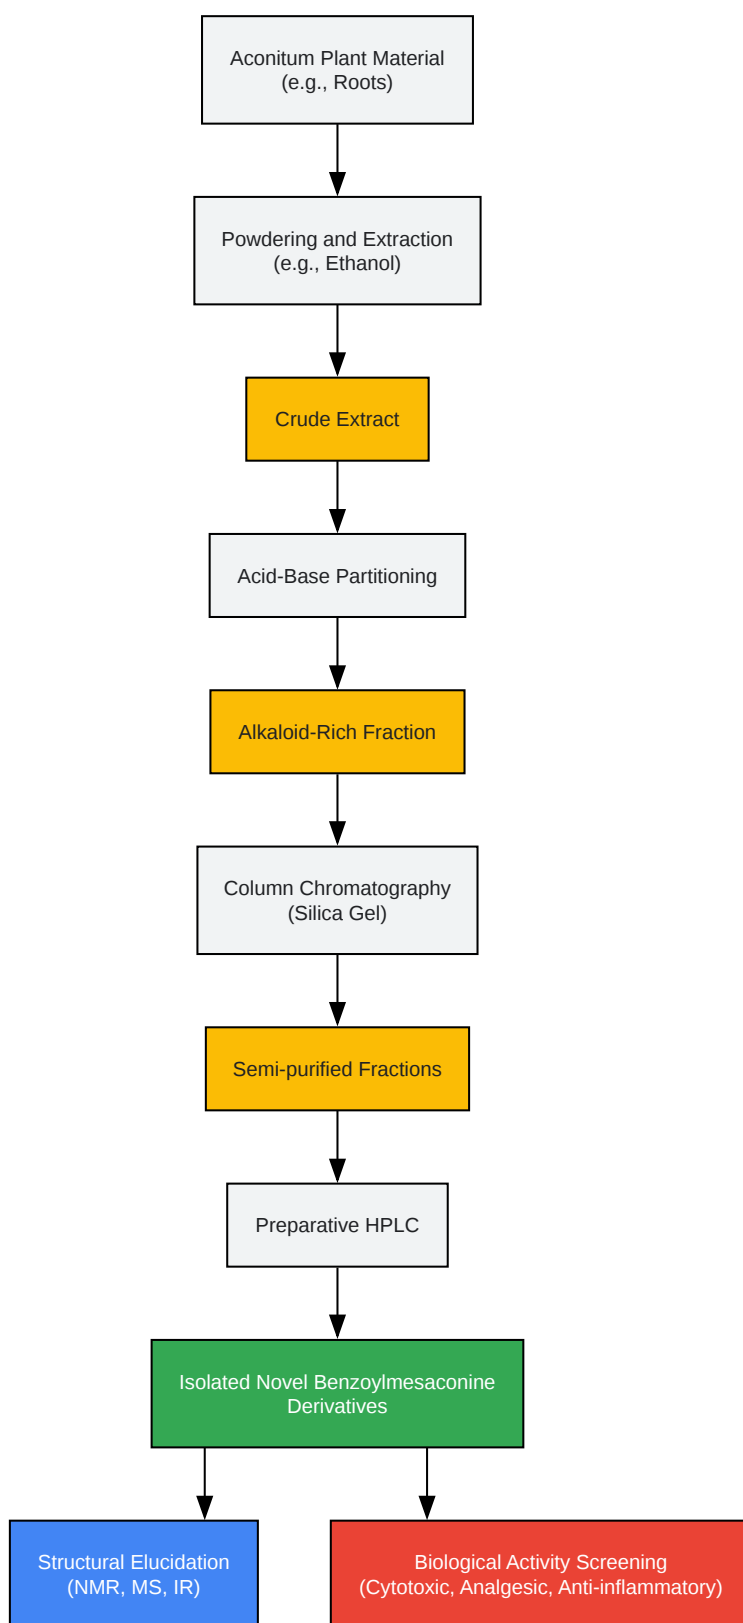 Aconitum Plant Material
(e.g., Roots)
Powdering and Extraction
(e.g., Ethanol)
Crude Extract
Acid-Base Partitioning
Alkaloid-Rich Fraction
Column Chromatography
(Silica Gel)
Semi-purified Fractions
Preparative HPLC
Isolated Novel Benzoylmesaconine
Derivatives
Structural Elucidation
(NMR, MS, IR)
Biological Activity Screening
(Cytotoxic, Analgesic, Anti-inflammatory)